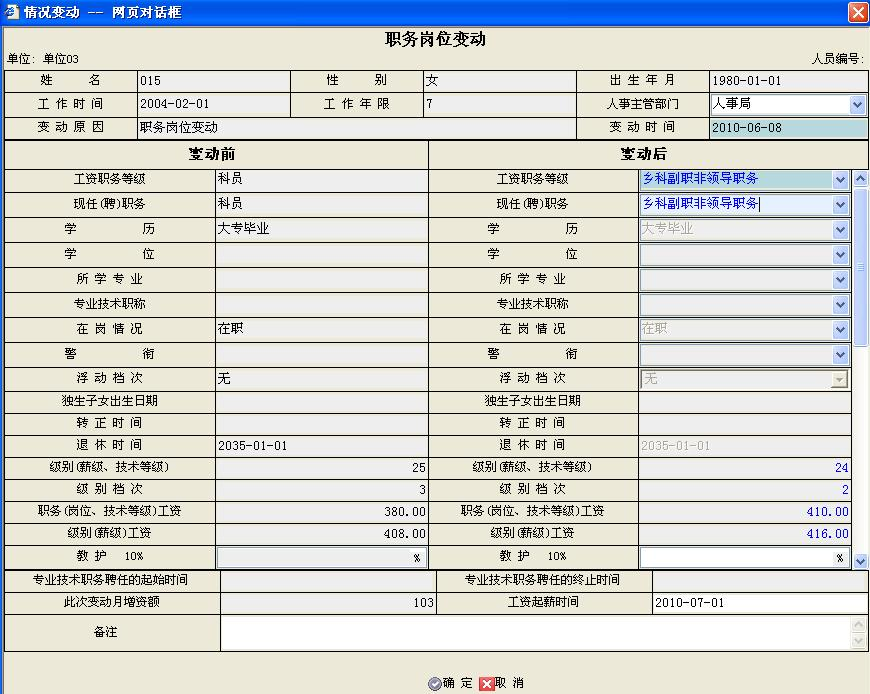 情况变动 -- 网页对话框
职务岗位变动
单位: 单位03 人员编号:
姓 名 015 性 别 女 出 生 年 月 1980-01-01
工 作 时 间 2004-02-01 工 作 年 限 7 人事主管部门 人事局
变 动 原 因 职务岗位变动 变 动 时 间 2010-06-08
变动前 变动后
工资职务等级 科员 工资职务等级 乡科副职非领导职务
现任(聘)职务 科员 现任(聘)职务 乡科副职非领导职务
学 历 大专毕业 学 历 大专毕业
学 位 学 位
所 学 专 业 所 学 专 业
专业技术职称 专业技术职称
在 岗 情 况 在职 在 岗 情 况 在职
警 衔 警 衔
浮 动 档 次 无 浮 动 档 次 无
独生子女出生日期 独生子女出生日期
转 正 时 间 转 正 时 间
退 休 时 间 2035-01-01 退 休 时 间 2035-01-01
级别(薪级、技术等级) 25 级别(薪级、技术等级) 24
级 别 档 次 3 级 别 档 次 2
职务(岗位、技术等级)工资 380.00 职务(岗位、技术等级)工资 410.00
级别(薪级)工资 408.00 级别(薪级)工资 416.00
教 护 10% % 教 护 10% %
专业技术职务聘任的起始时间 专业技术职务聘任的终止时间
此次变动月增资额 103 工资起薪时间 2010-07-01
备注
确 定 取 消